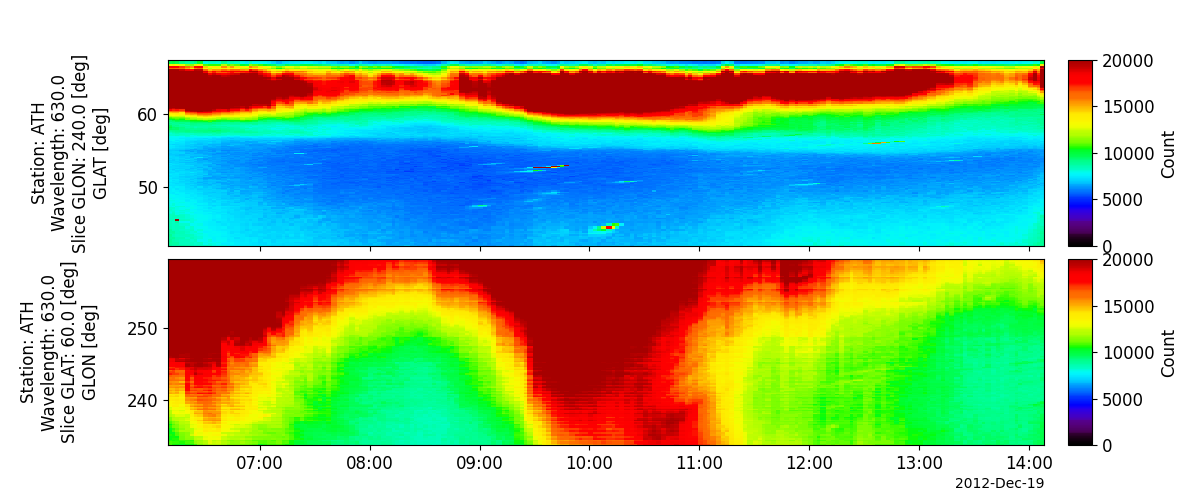 Station: ATH
Wavelength: 630.0
Slice GLON: 240.0 [deg]
GLAT [deg]
60
50
20000
15000
10000
5000
0
Count
Station: ATH
Wavelength: 630.0
Slice GLAT: 60.0 [deg]
GLON [deg]
250
240
20000
15000
10000
5000
0
Count
07:00 08:00 09:00 10:00 11:00 12:00 13:00 14:00
2012-Dec-19